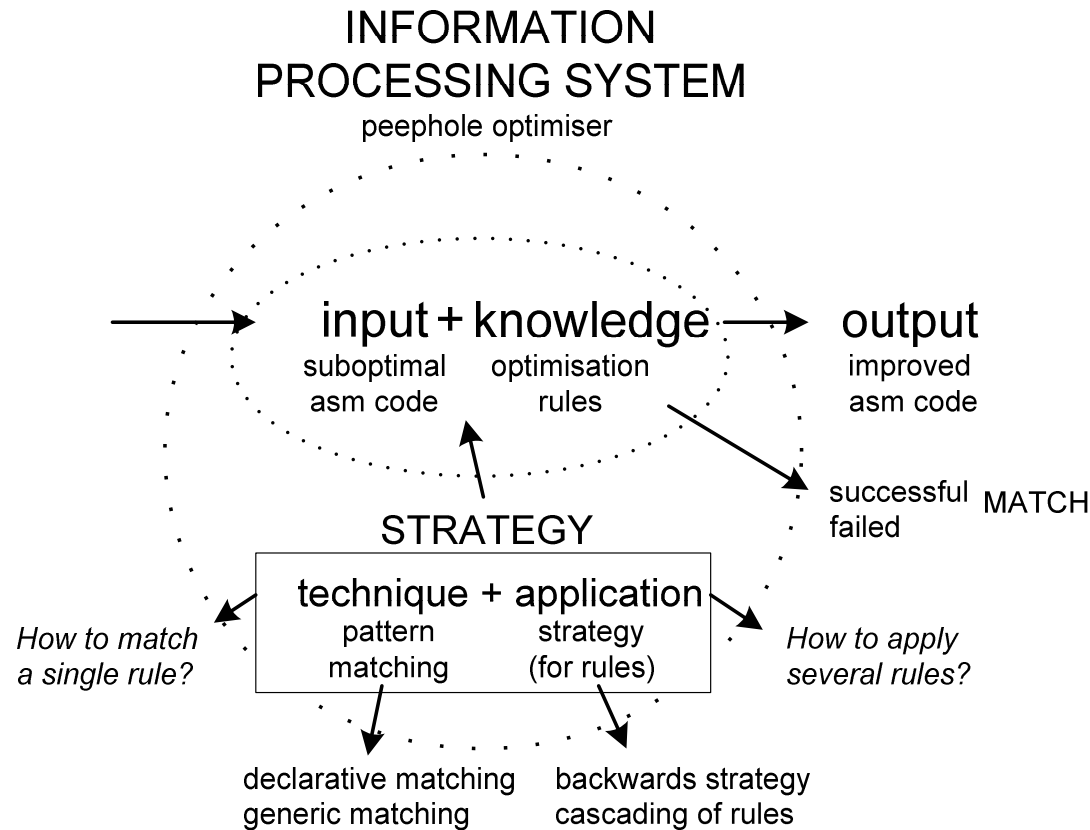 INFORMATION
PROCESSING SYSTEM
peephole optimiser
input + knowledge
output
suboptimal
asm code
optimisation
rules
improved
asm code
successful
failed
MATCH
STRATEGY
technique + application
pattern
matching
strategy
(for rules)
How to match
a single rule?
How to apply
several rules?
declarative matching
generic matching
backwards strategy
cascading of rules